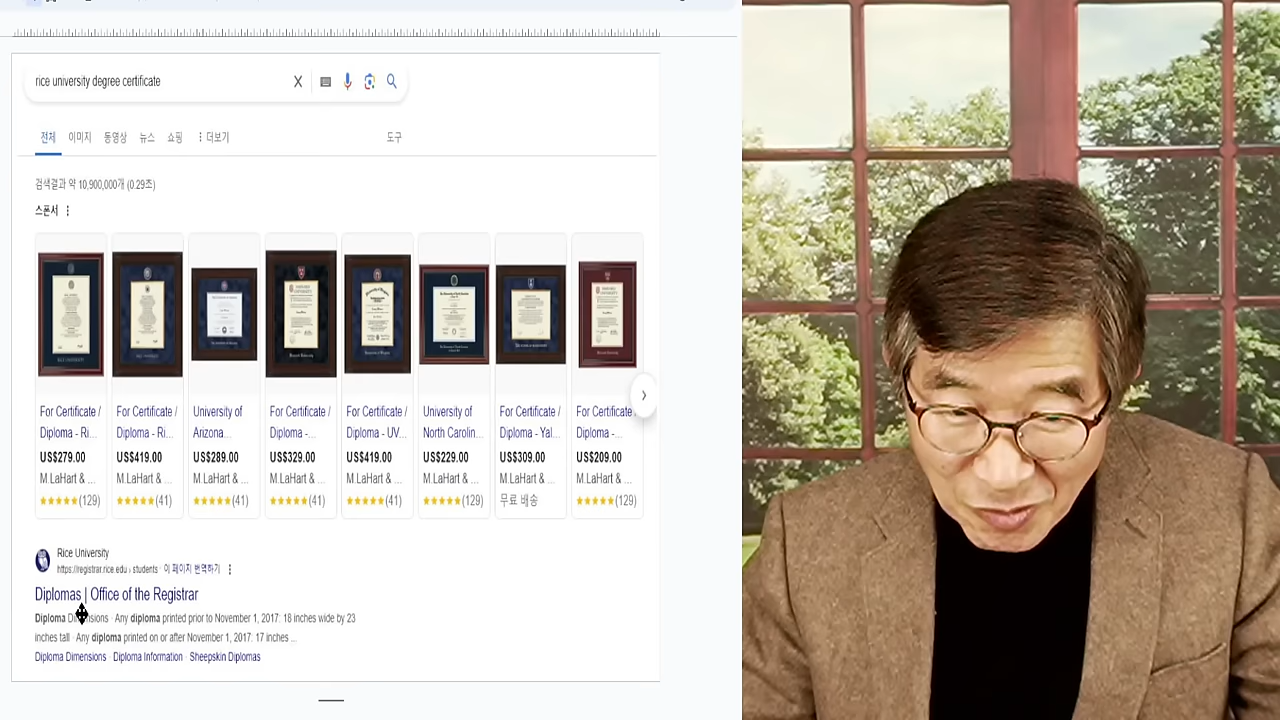 rice university degree certificate
전체 이미지 동영상 뉴스 쇼핑 더보기 도구
검색결과 약 10,900,000개 (0.29초)
스폰서
For Certificate / Diploma - Ri... US$279.00 M.LaHart & ... (129)
For Certificate / Diploma - Ri... US$419.00 M.LaHart & ... (41)
University of Arizona... US$289.00 M.LaHart & ... (41)
For Certificate / Diploma -... US$329.00 M.LaHart & ... (41)
For Certificate / Diploma - UV... US$419.00 M.LaHart & ... (41)
University of North Carolin... US$229.00 M.LaHart & ... (129)
For Certificate / Diploma - Yal... US$309.00 M.LaHart & ... 무료 배송
For Certificate / Diploma -... US$209.00 M.LaHart & ... (129)
Rice University
https://registrar.rice.edu › students · 이 페이지 번역하기
Diplomas | Office of the Registrar
Diploma · Any diploma printed prior to November 1, 2017: 18 inches wide by 23
inches tall · Any diploma printed on or after November 1, 2017: 17 inches ...
Diploma Dimensions · Diploma Information · Sheepskin Diplomas